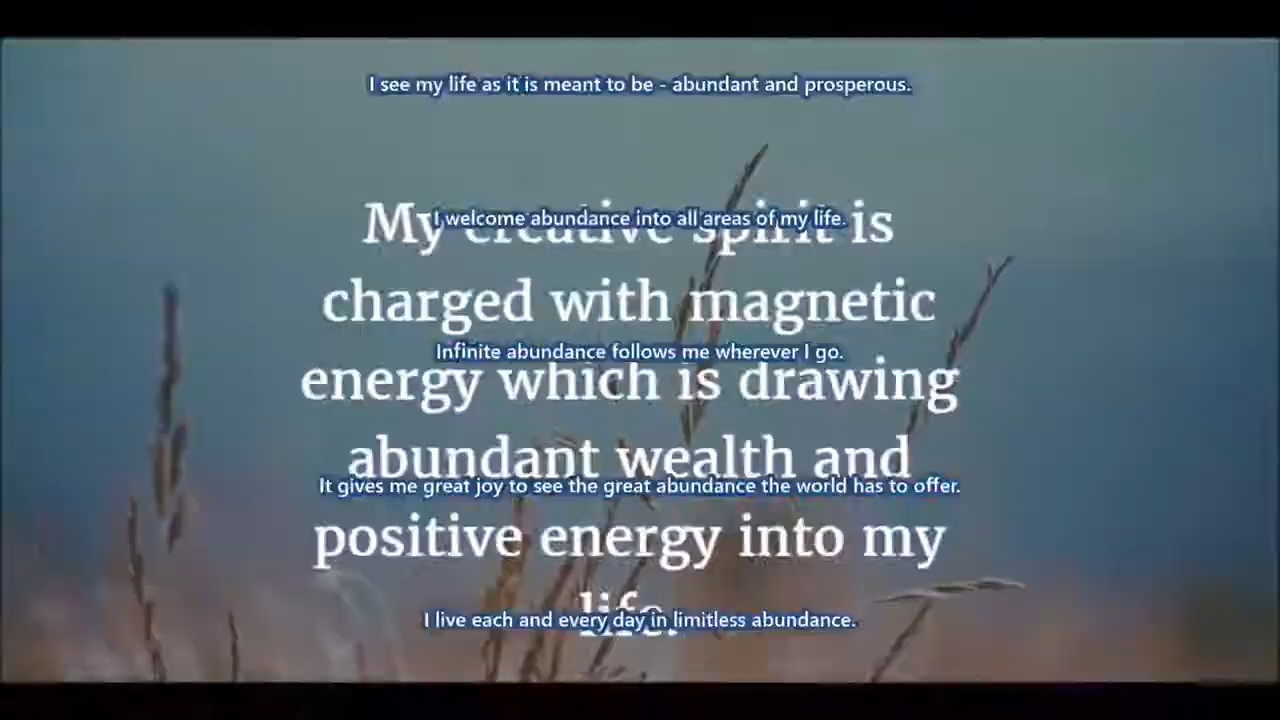 I see my life as it is meant to be - abundant and prosperous.
I welcome abundance into all areas of my life.
My creative spirit is
charged with magnetic
Infinite abundance follows me wherever I go.
energy which is drawing
abundant wealth and
It gives me great joy to see the great abundance the world has to offer.
positive energy into my
life.
I live each and every day in limitless abundance.